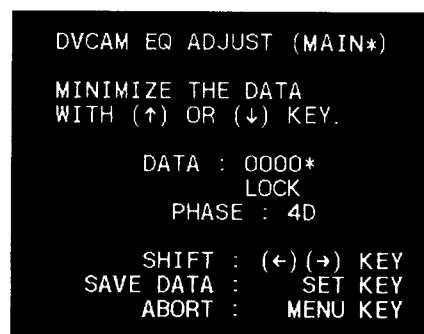 DVCAM EQ ADJUST (MAIN*)
MINIMIZE THE DATA
WITH (↑) OR (↓) KEY.
DATA : 0000*
LOCK
PHASE : 4D
SHIFT : (←)(→) KEY
SAVE DATA : SET KEY
ABORT : MENU KEY